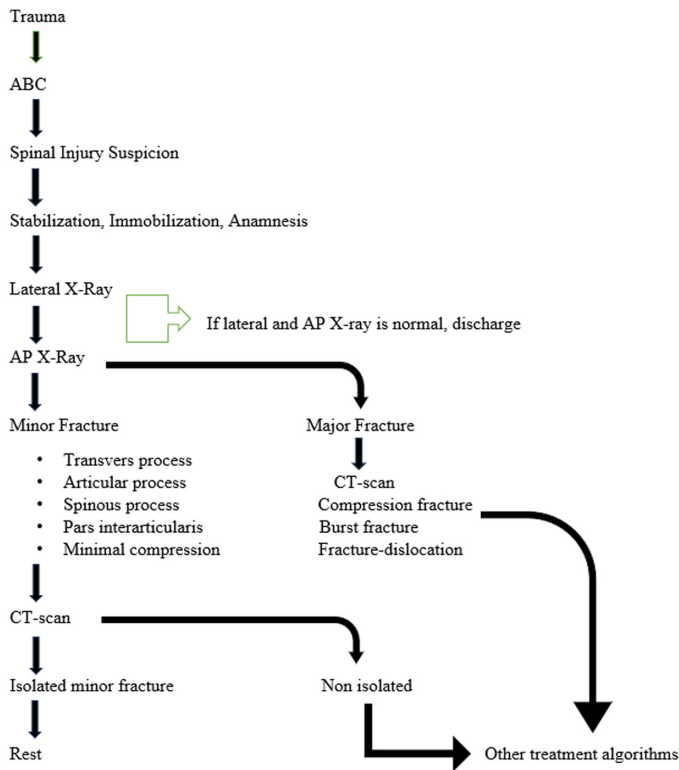 Trauma
ABC
Spinal Injury Suspicion
Stabilization, Immobilization, Anamnesis
Lateral X-Ray
If lateral and AP X-ray is normal, discharge
AP X-Ray
Minor Fracture
• Transvers process
• Articular process
• Spinous process
• Pars interarticularis
• Minimal compression
Major Fracture
CT-scan
Compression fracture
Burst fracture
Fracture-dislocation
CT-scan
Isolated minor fracture
Non isolated
Rest
Other treatment algorithms